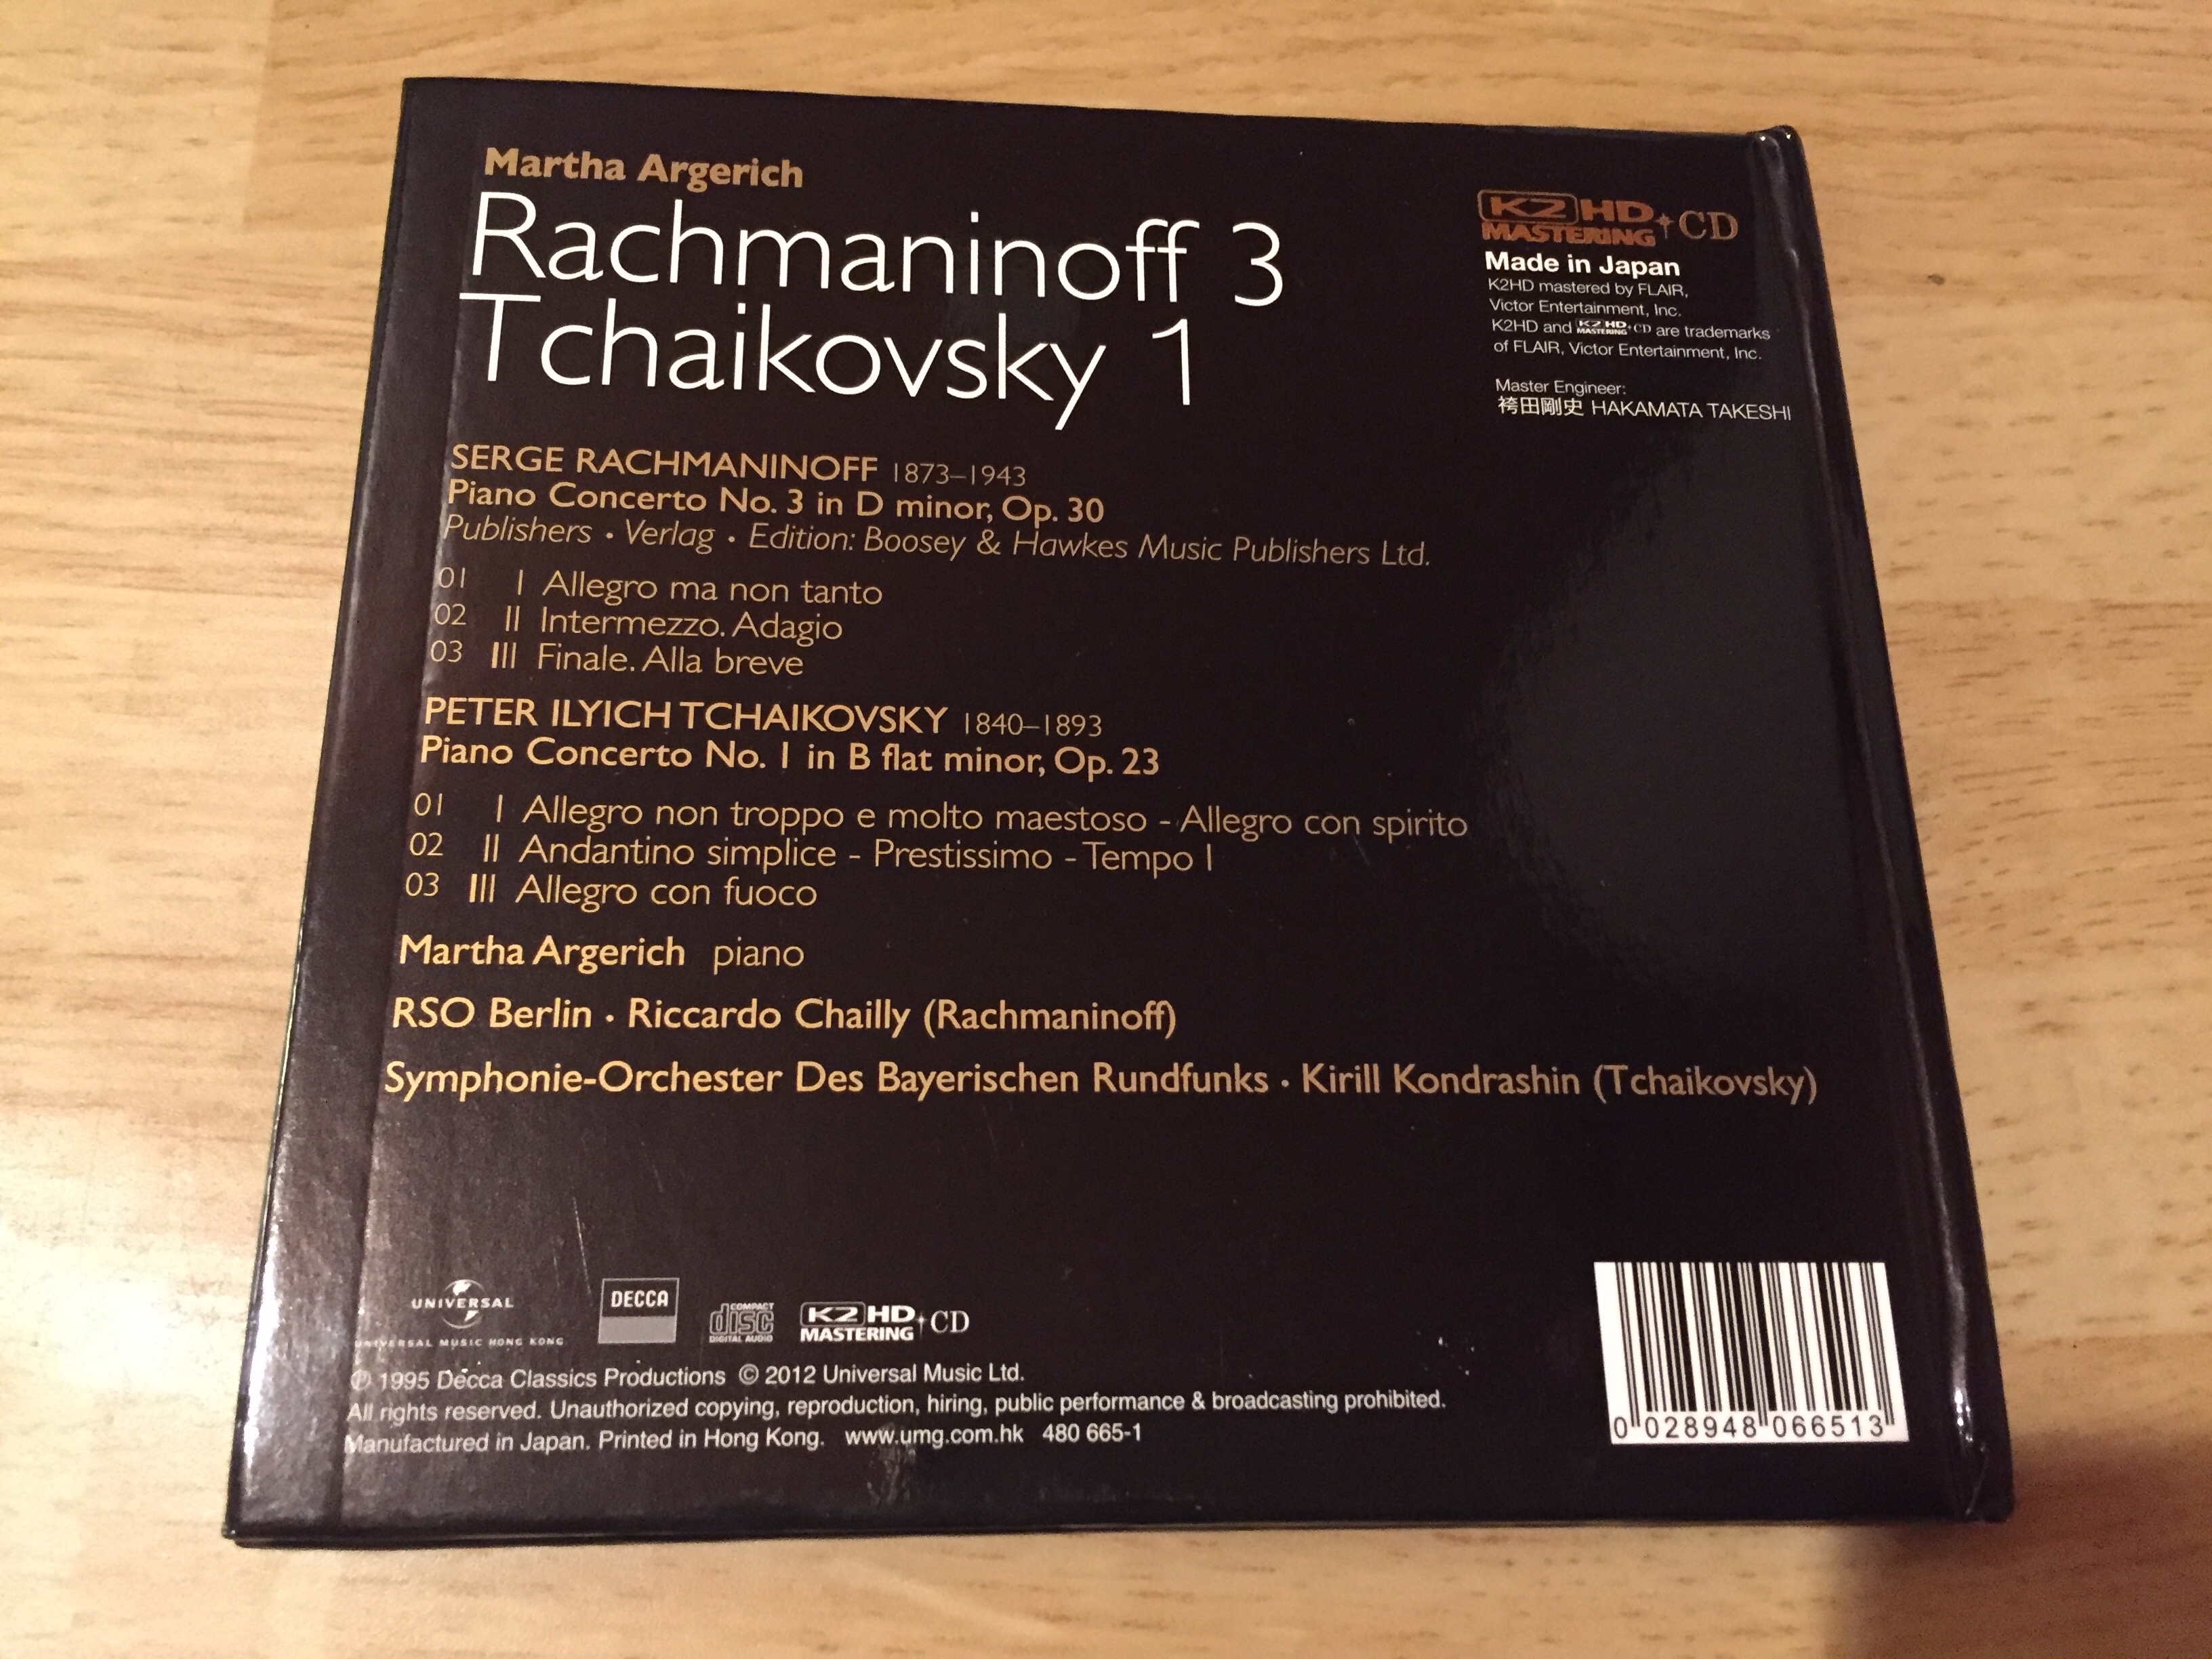 Martha Argerich
Rachmaninoff 3
Tchaikovsky 1
K2 HD MASTERING + CD
Made in Japan
K2HD mastered by FLAIR,
Victor Entertainment, Inc.
K2HD and K2 HD MASTERING + CD are trademarks
of FLAIR, Victor Entertainment, Inc.
Master Engineer:
袴田剛史 HAKAMATA TAKESHI
SERGE RACHMANINOFF 1873–1943
Piano Concerto No. 3 in D minor, Op. 30
Publishers • Verlag • Edition: Boosey & Hawkes Music Publishers Ltd.
01 I Allegro ma non tanto
02 II Intermezzo. Adagio
03 III Finale. Alla breve
PETER ILYICH TCHAIKOVSKY 1840–1893
Piano Concerto No. 1 in B flat minor, Op. 23
01 I Allegro non troppo e molto maestoso - Allegro con spirito
02 II Andantino simplice - Prestissimo - Tempo I
03 III Allegro con fuoco
Martha Argerich piano
RSO Berlin • Riccardo Chailly (Rachmaninoff)
Symphonie-Orchester Des Bayerischen Rundfunks • Kirill Kondrashin (Tchaikovsky)
UNIVERSAL
UNIVERSAL MUSIC HONG KONG
DECCA
COMPACT disc DIGITAL AUDIO
K2 HD MASTERING + CD
℗ 1995 Decca Classics Productions © 2012 Universal Music Ltd.
All rights reserved. Unauthorized copying, reproduction, hiring, public performance & broadcasting prohibited.
Manufactured in Japan. Printed in Hong Kong. www.umg.com.hk 480 665-1
0 028948 066513